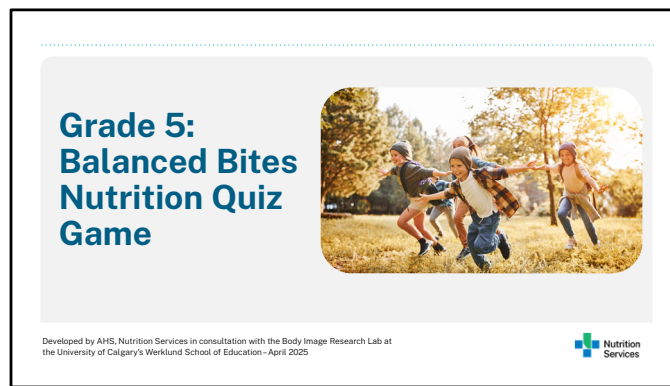 Grade 5:
Balanced Bites
Nutrition Quiz
Game
Developed by AHS, Nutrition Services in consultation with the Body Image Research Lab at
the University of Calgary's Werklund School of Education – April 2025
Nutrition
Services